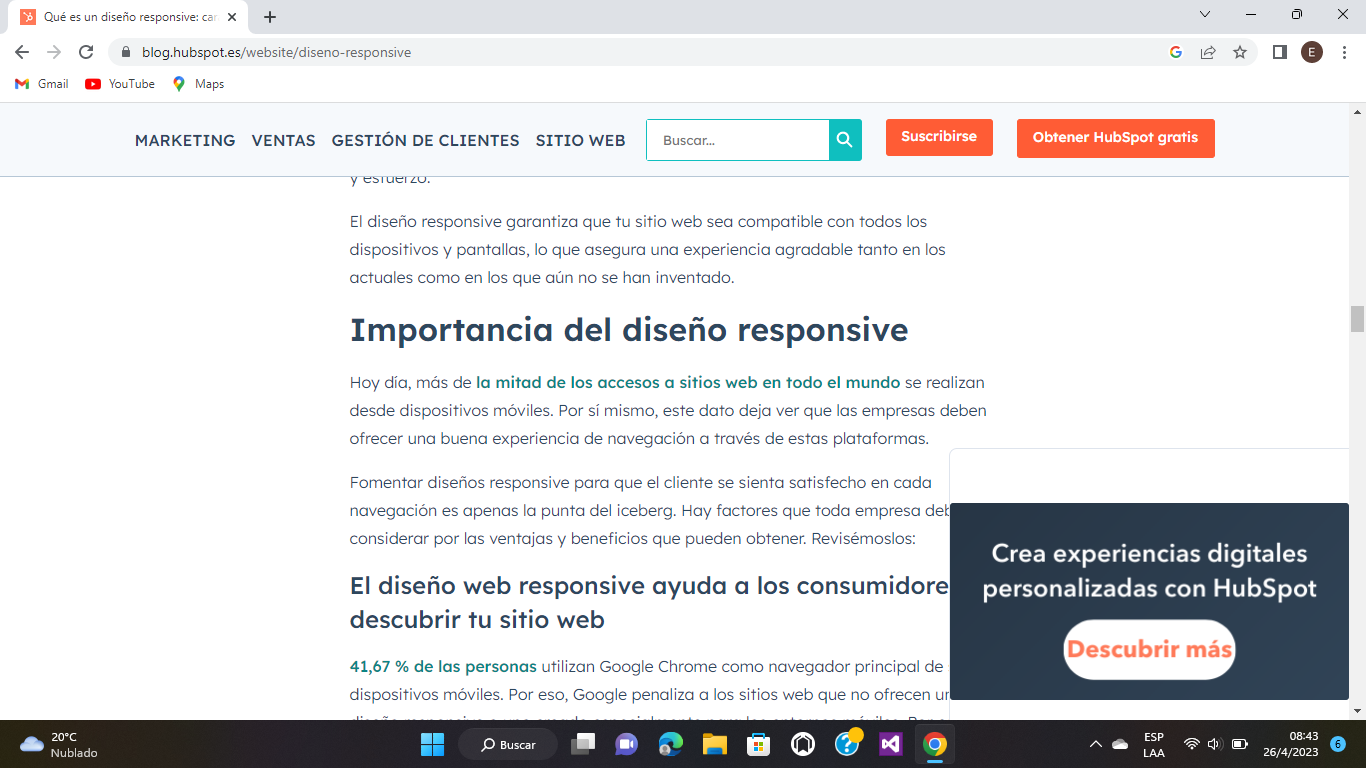 Qué es un diseño responsive: car
blog.hubspot.es/website/diseno-responsive
E
Gmail
YouTube
Maps
MARKETING VENTAS GESTIÓN DE CLIENTES SITIO WEB
Buscar...
Suscribirse
Obtener HubSpot gratis
y esfuerzo.
El diseño responsive garantiza que tu sitio web sea compatible con todos los
dispositivos y pantallas, lo que asegura una experiencia agradable tanto en los
actuales como en los que aún no se han inventado.
Importancia del diseño responsive
Hoy día, más de la mitad de los accesos a sitios web en todo el mundo se realizan
desde dispositivos móviles. Por sí mismo, este dato deja ver que las empresas deben
ofrecer una buena experiencia de navegación a través de estas plataformas.
Fomentar diseños responsive para que el cliente se sienta satisfecho en cada
navegación es apenas la punta del iceberg. Hay factores que toda empresa deb
considerar por las ventajas y beneficios que pueden obtener. Revisémoslos:
El diseño web responsive ayuda a los consumidore
descubrir tu sitio web
41,67 % de las personas utilizan Google Chrome como navegador principal de
dispositivos móviles. Por eso, Google penaliza a los sitios web que no ofrecen un
Crea experiencias digitales
personalizadas con HubSpot
Descubrir más
20°C
Nublado
Buscar
ESP
LAA
08:43
26/4/2023
6